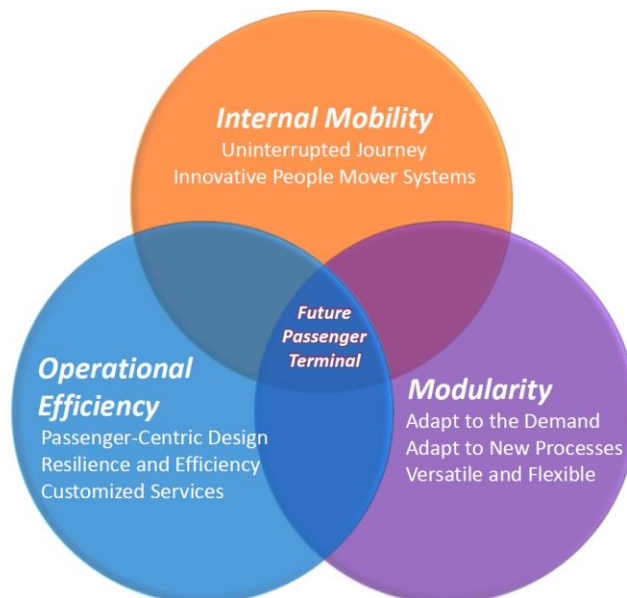 Internal Mobility
Uninterrupted Journey
Innovative People Mover Systems
Future
Passenger
Terminal
Operational
Efficiency
Passenger-Centric Design
Resilience and Efficiency
Customized Services
Modularity
Adapt to the Demand
Adapt to New Processes
Versatile and Flexible